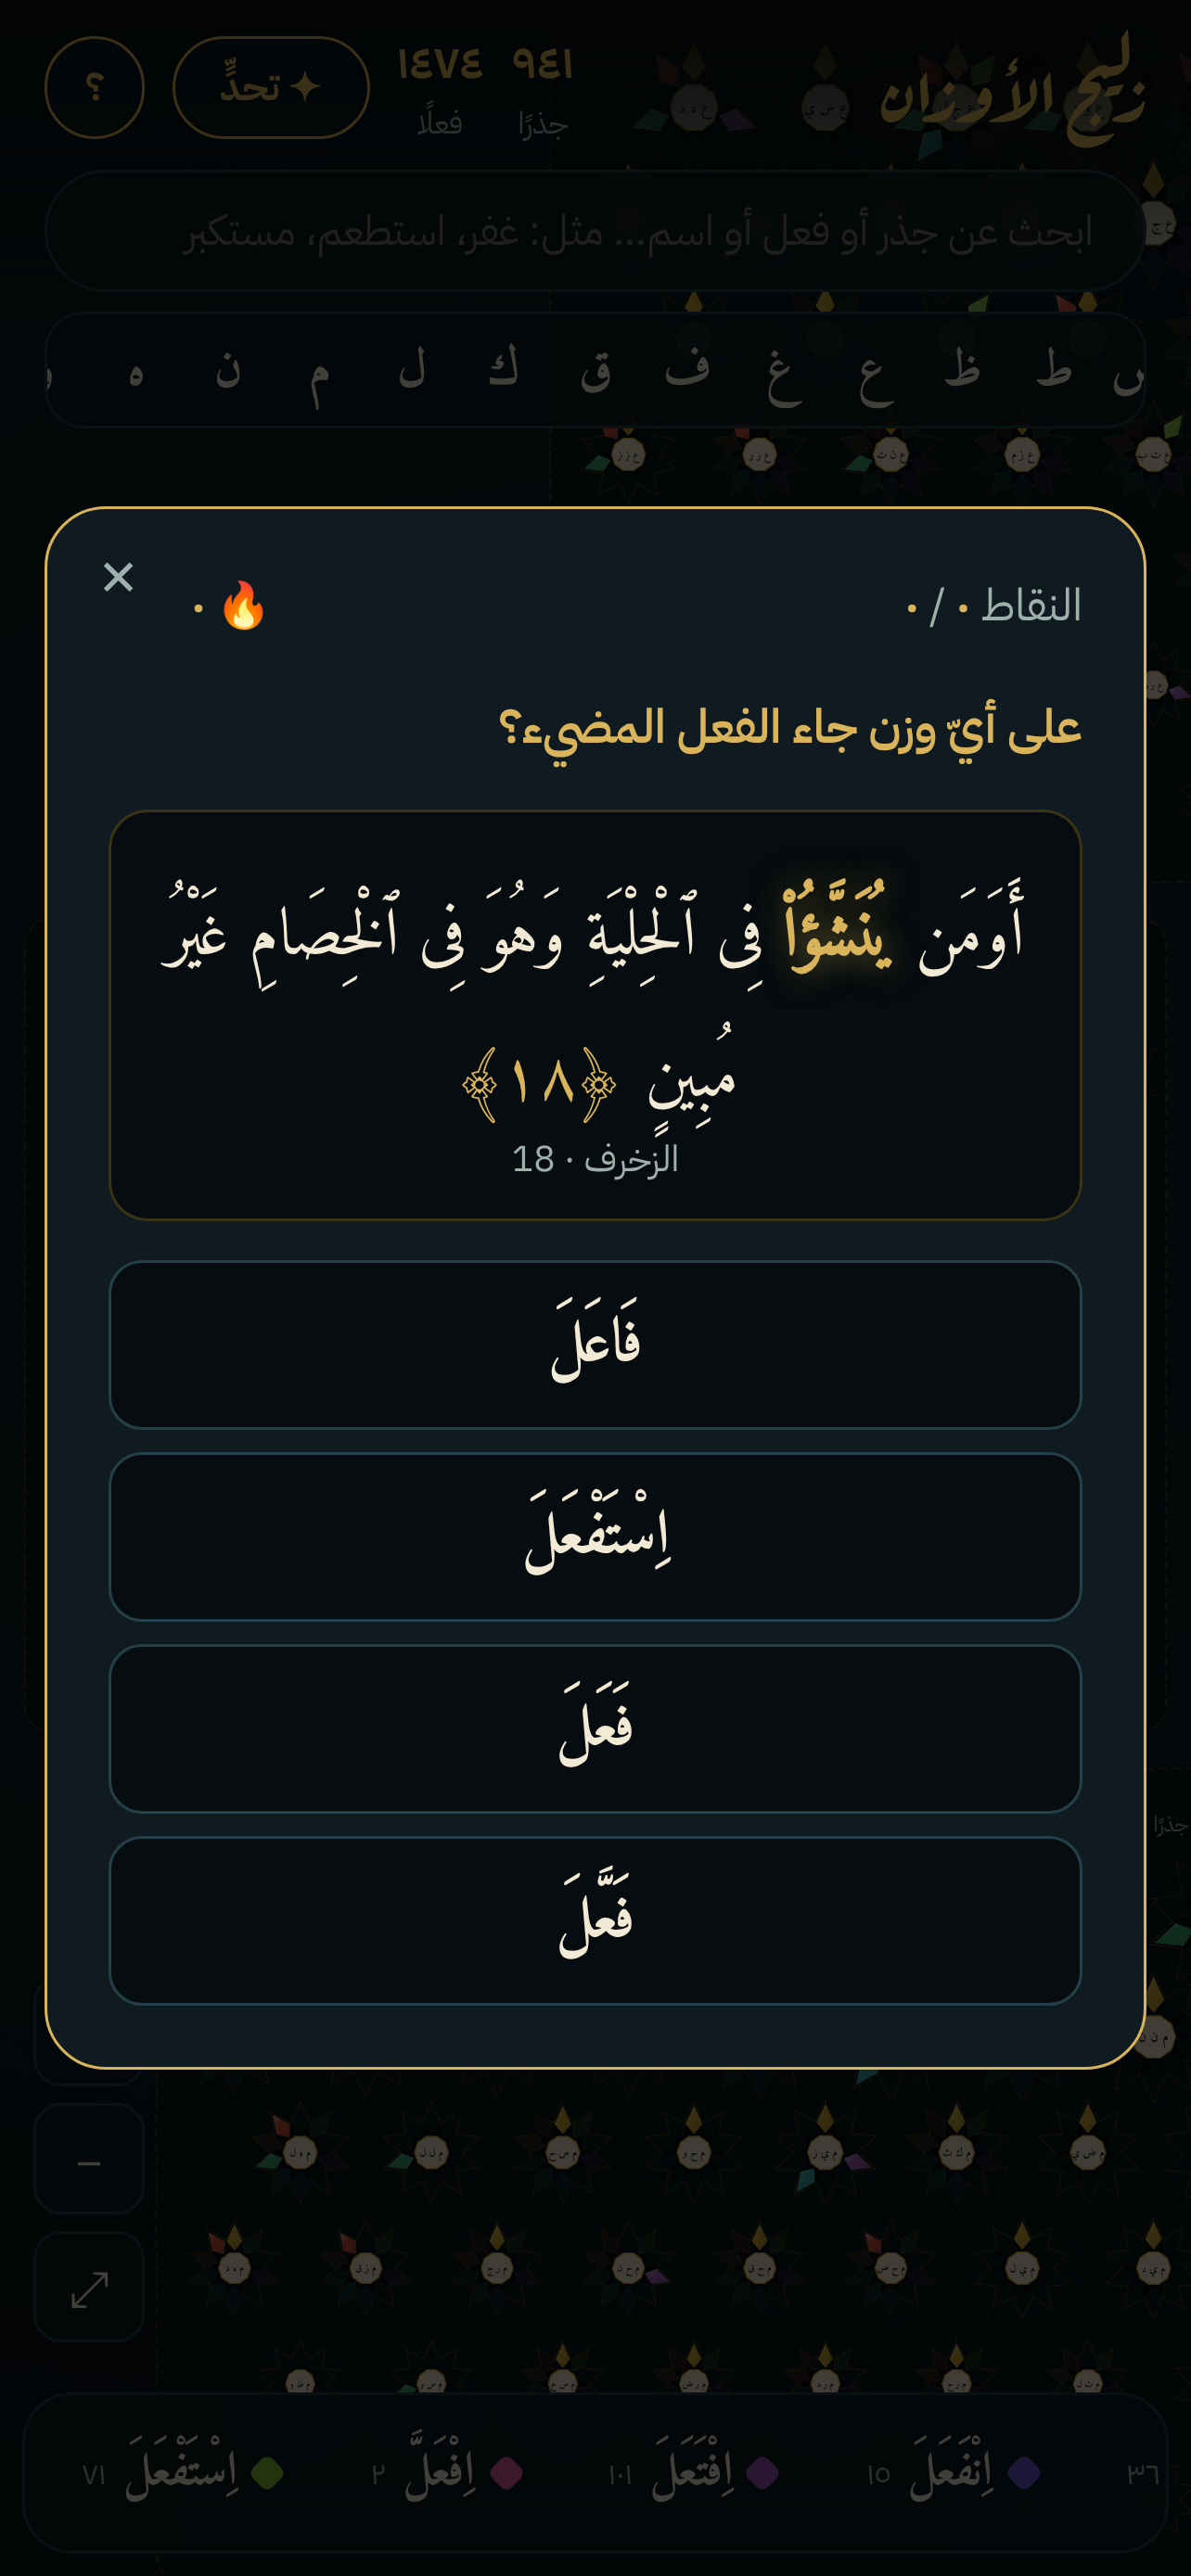 زليج الأوزان
٩٤١ ١٤٧٤ ✦ تحدٍّ ؟
جذرًا فعلًا
ابحث عن جذر أو فعل أو اسم... مثل: غفر، استطعم، مستكبر
ط ظ ع غ ف ق ك ل م ن ه
النقاط ٠ / ٠ 🔥 ٠ ✕
على أيّ وزن جاء الفعل المضيء؟
أَوَمَن يُنَشَّؤُا۟ فِى ٱلْحِلْيَةِ وَهُوَ فِى ٱلْخِصَامِ غَيْرُ
مُبِينٍ ﴿١٨﴾
الزخرف · 18
فَاعَلَ
اِسْتَفْعَلَ
فَعَلَ
فَعَّلَ
جذرًا
٣٦ اِنْفَعَلَ ١٥ اِفْتَعَلَ ١٠١ اِفْعَلَّ ٢ اِسْتَفْعَلَ ٧١